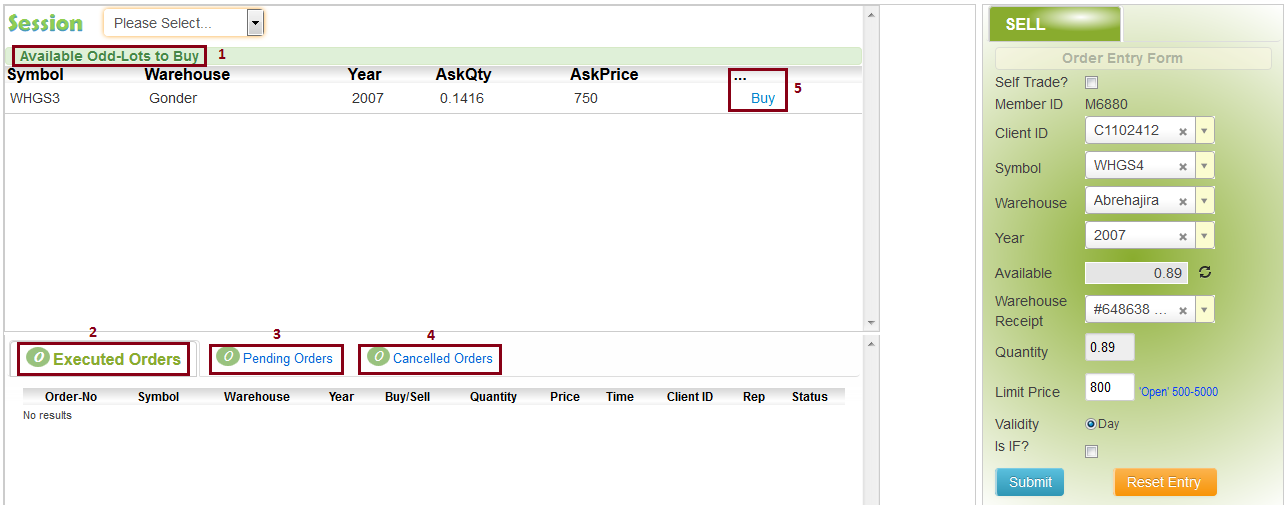 Session Please Select...
Available Odd-Lots to Buy 1
Symbol Warehouse Year AskQty AskPrice ...
WHGS3 Gonder 2007 0.1416 750 Buy 5
2 3 4
0 Executed Orders 0 Pending Orders 0 Cancelled Orders
Order-No Symbol Warehouse Year Buy/Sell Quantity Price Time Client ID Rep Status
No results
SELL
Order Entry Form
Self Trade?
Member ID M6880
Client ID C1102412
Symbol WHGS4
Warehouse Abrehajira
Year 2007
Available 0.89
Warehouse
Receipt #648638 ...
Quantity 0.89
Limit Price 800 'Open' 500-5000
Validity Day
Is IF?
Submit Reset Entry